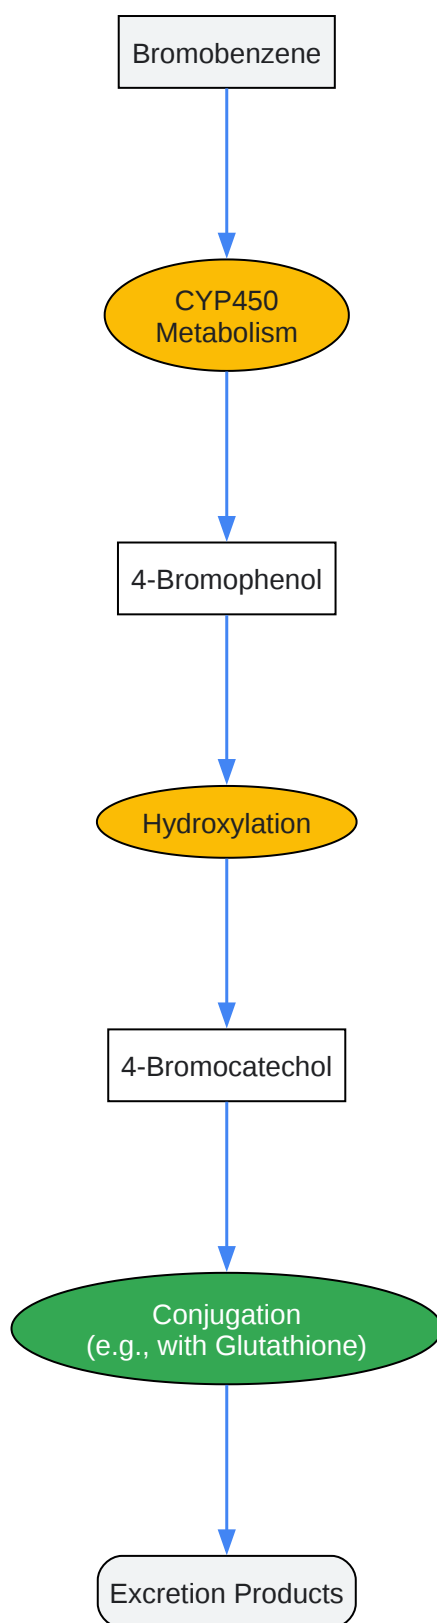 Bromobenzene
CYP450
Metabolism
4-Bromophenol
Hydroxylation
4-Bromocatechol
Conjugation
(e.g., with Glutathione)
Excretion Products